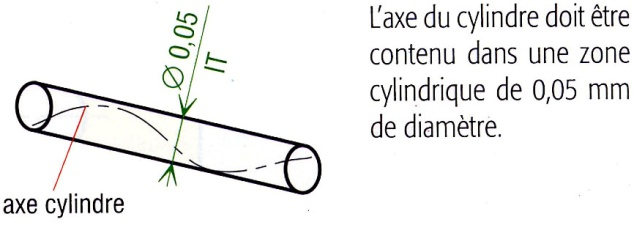 Ø 0,05
IT
axe cylindre
L'axe du cylindre doit être
contenu dans une zone
cylindrique de 0,05 mm
de diamètre.